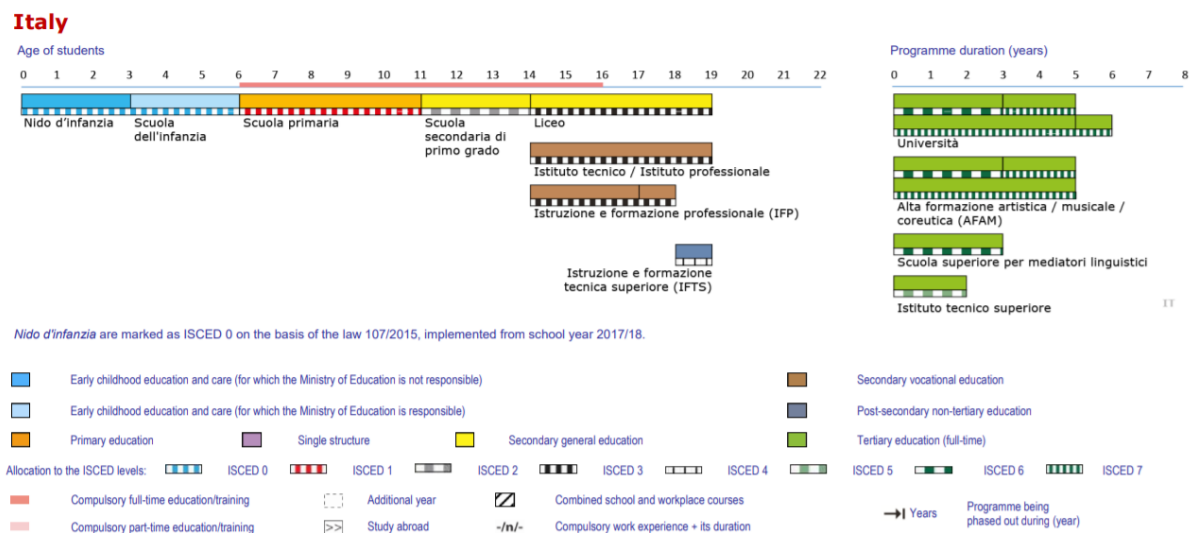 Italy
Age of students
Programme duration (years)
0 1 2 3 4 5 6 7 8 9 10 11 12 13 14 15 16 17 18 19 20 21 22
0 1 2 3 4 5 6 7 8
Nido d'infanzia
Scuola
dell'infanzia
Scuola primaria
Scuola
secondaria di
primo grado
Liceo
Istituto tecnico / Istituto professionale
Istruzione e formazione professionale (IFP)
Istruzione e formazione
tecnica superiore (IFTS)
Università
Alta formazione artistica / musicale /
coreutica (AFAM)
Scuola superiore per mediatori linguistici
Istituto tecnico superiore
IT
Nido d'infanzia are marked as ISCED 0 on the basis of the law 107/2015, implemented from school year 2017/18.
Early childhood education and care (for which the Ministry of Education is not responsible)
Secondary vocational education
Early childhood education and care (for which the Ministry of Education is responsible)
Post-secondary non-tertiary education
Primary education
Single structure
Secondary general education
Tertiary education (full-time)
Allocation to the ISCED levels: ISCED 0 ISCED 1 ISCED 2 ISCED 3 ISCED 4 ISCED 5 ISCED 6 ISCED 7
Compulsory full-time education/training
Additional year
Combined school and workplace courses
Compulsory part-time education/training
>> Study abroad
-/n/- Compulsory work experience + its duration
Years
Programme being
phased out during (year)